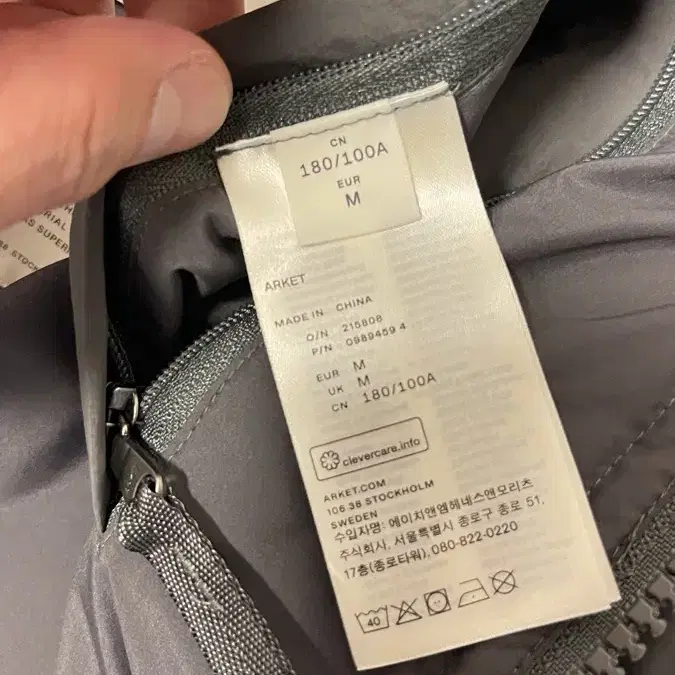 CN
180/100A
EUR
M
ARKET
MADE IN CHINA
O/N 215808
P/N 0989459 4
EUR M
UK M
CN 180/100A
clevercare.info
ARKET.COM
106 38 STOCKHOLM
SWEDEN
수입자명: 에이치앤엠헤네스앤모리츠
주식회사, 서울특별시 종로구 종로 51,
17층(종로타워), 080-822-0220
40